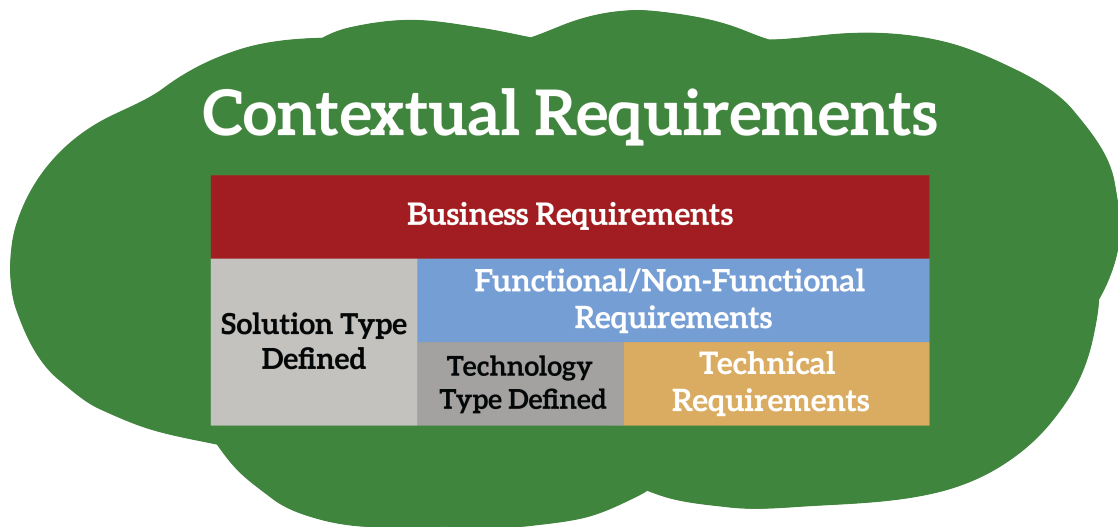 Contextual Requirements
Business Requirements
Solution Type
Defined
Functional/Non-Functional
Requirements
Technology
Type Defined
Technical
Requirements